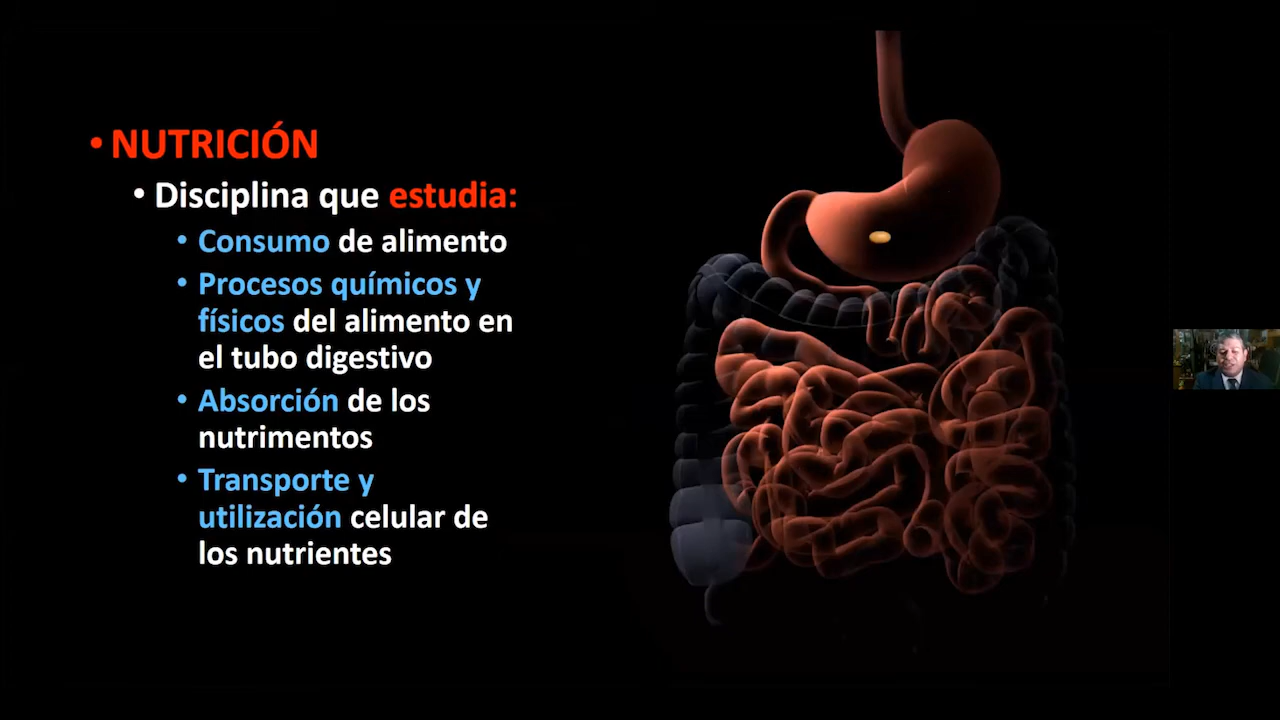 • NUTRICIÓN
• Disciplina que estudia:
• Consumo de alimento
• Procesos químicos y
físicos del alimento en
el tubo digestivo
• Absorción de los
nutrimentos
• Transporte y
utilización celular de
los nutrientes